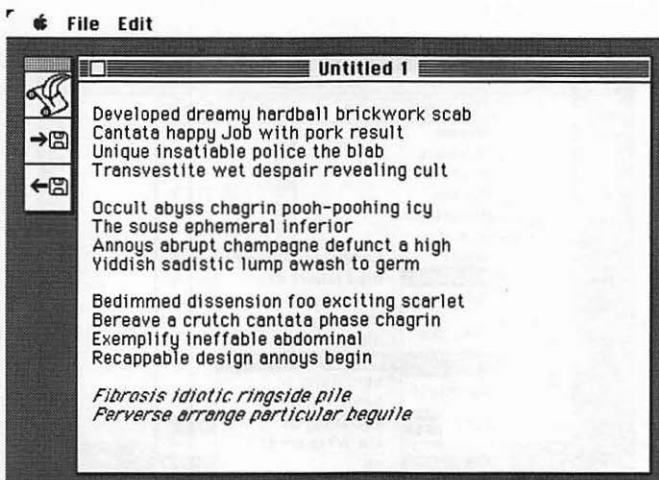 File Edit
Untitled 1
Developed dreamy hardball brickwork scab
Cantata happy Job with pork result
Unique insatiable police the blab
Transvestite wet despair revealing cult
Occult abyss chagrin pooh-poohing icy
The souse ephemeral inferior
Annoys abrupt champagne defunct a high
Yiddish sadistic lump awash to germ
Bedimmed dissension foo exciting scarlet
Bereave a crutch cantata phase chagrin
Exemplify ineffable abdominal
Recappable design annoys begin
Fibrosis idiotic ringside pile
Perverse arrange particular beguile